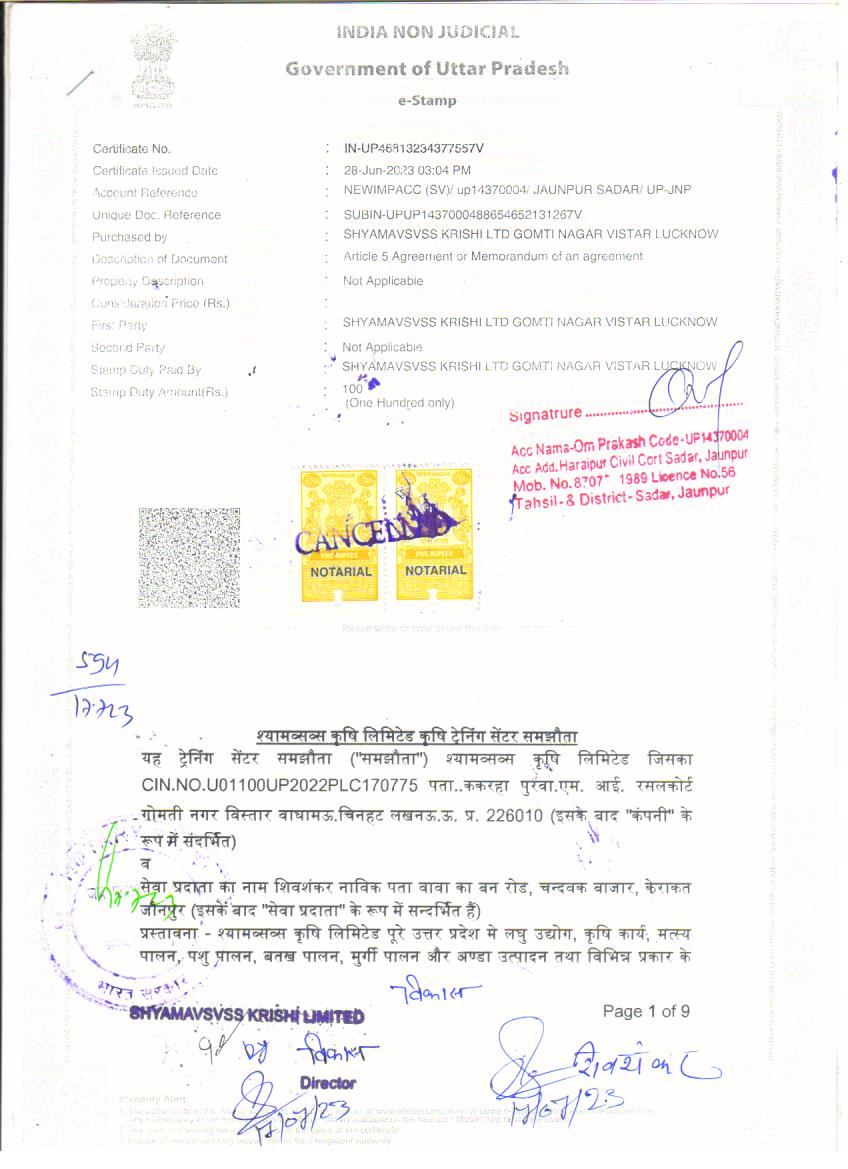 INDIA NON JUDICIAL
Government of Uttar Pradesh
e-Stamp
Certificate No. : IN-UP46813234377557V
Certificate Issued Date : 28-Jun-2023 03:04 PM
Account Reference : NEWIMPACC (SV)/ up14370004/ JAUNPUR SADAR/ UP-JNP
Unique Doc. Reference : SUBIN-UPUP1437000488654652131267V
Purchased by : SHYAMAVSVSS KRISHI LTD GOMTI NAGAR VISTAR LUCKNOW
Description of Document : Article 5 Agreement or Memorandum of an agreement
Property Description : Not Applicable
Consideration Price (Rs.) :
First Party : SHYAMAVSVSS KRISHI LTD GOMTI NAGAR VISTAR LUCKNOW
Second Party : Not Applicable
Stamp Duty Paid By : SHYAMAVSVSS KRISHI LTD GOMTI NAGAR VISTAR LUCKNOW
Stamp Duty Amount(Rs.) : 100
(One Hundred only)
Signatrure
Acc Nama-Om Prakash Code-UP14370004
Acc Add.Haraipur Civil Cort Sadar, Jaunpur
Mob. No.8707 1989 Licence No.56
Tahsil-& District-Sadar, Jaunpur
CANCELLED
FIVE RUPEES FIVE RUPEES
NOTARIAL NOTARIAL
Please write or type below this line
594
17.7.23
श्यामव्सव्स कृषि लिमिटेड कृषि ट्रेनिंग सेंटर समझौता
यह ट्रेनिंग सेंटर समझौता ("समझौता") श्यामव्सव्स कृषि लिमिटेड जिसका
CIN.NO.U01100UP2022PLC170775 पता..ककरहा पुरवा.एम. आई. रसलकोर्ट
गोमती नगर विस्तार वाघामऊ.चिनहट लखनऊ.ऊ. प्र. 226010 (इसके बाद "कंपनी" के
रूप में संदर्भित)
व
सेवा प्रदाता का नाम शिवशंकर नाविक पता वावा का बन रोड, चन्दवक बाजार, केराकत
जौनपुर (इसके बाद "सेवा प्रदाता" के रूप में सन्दर्भित हैं)
प्रस्तावना - श्यामव्सव्स कृषि लिमिटेड पूरे उत्तर प्रदेश मे लघु उद्योग, कृषि कार्य, मत्स्य
पालन, पशु पालन, बतख पालन, मुर्गी पालन और अण्डा उत्पादन तथा विभिन्न प्रकार के
भारत सरकार
विकास
SHYAMAVSVSS KRISHI LIMITED
Page 1 of 9
विकास
शिवशंकर
Director
17/07/23
17/07/23
Statutory Alert: